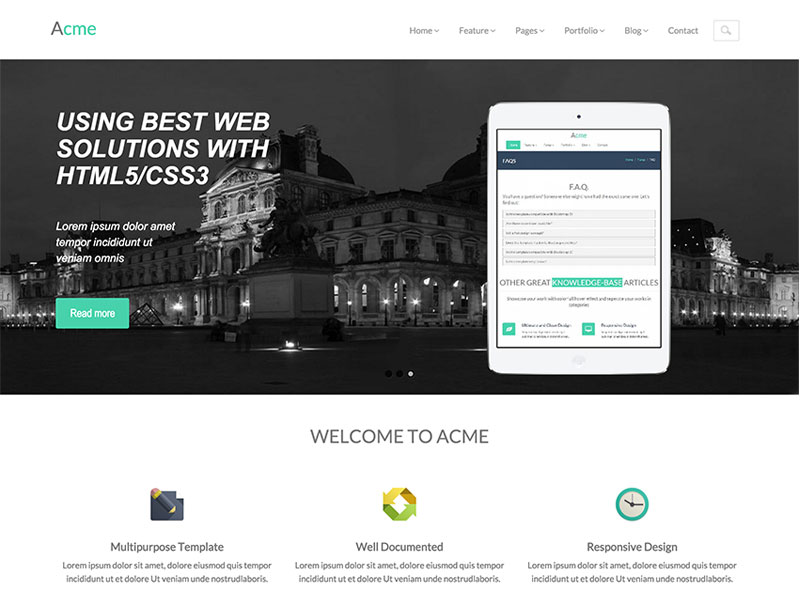 Acme
Home Feature Pages Portfolio Blog Contact
USING BEST WEB
SOLUTIONS WITH
HTML5/CSS3
Lorem ipsum dolor amet
tempor incididunt ut
veniam omnis
Read more
Acme
FAQS
F.A.Q.
OTHER GREAT KNOWLEDGE-BASE ARTICLES
Responsive Design
WELCOME TO ACME
Multipurpose Template
Lorem ipsum dolor sit amet, dolore eiusmod quis tempor
incididunt ut et dolore Ut veniam unde nostrudlaboris.
Well Documented
Lorem ipsum dolor sit amet, dolore eiusmod quis tempor
incididunt ut et dolore Ut veniam unde nostrudlaboris.
Responsive Design
Lorem ipsum dolor sit amet, dolore eiusmod quis tempor
incididunt ut et dolore Ut veniam unde nostrudlaboris.